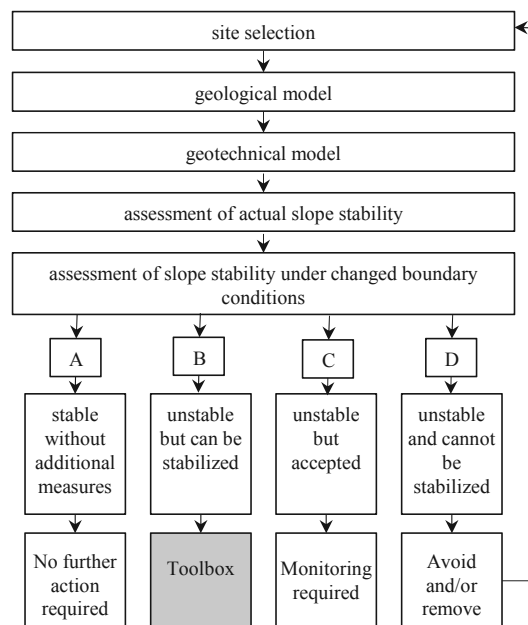 site selection
geological model
geotechnical model
assessment of actual slope stability
assessment of slope stability under changed boundary
conditions
A
B
C
D
stable
without
additional
measures
unstable
but can be
stabilized
unstable
but
accepted
unstable
and cannot
be
stabilized
No further
action
required
Toolbox
Monitoring
required
Avoid
and/or
remove